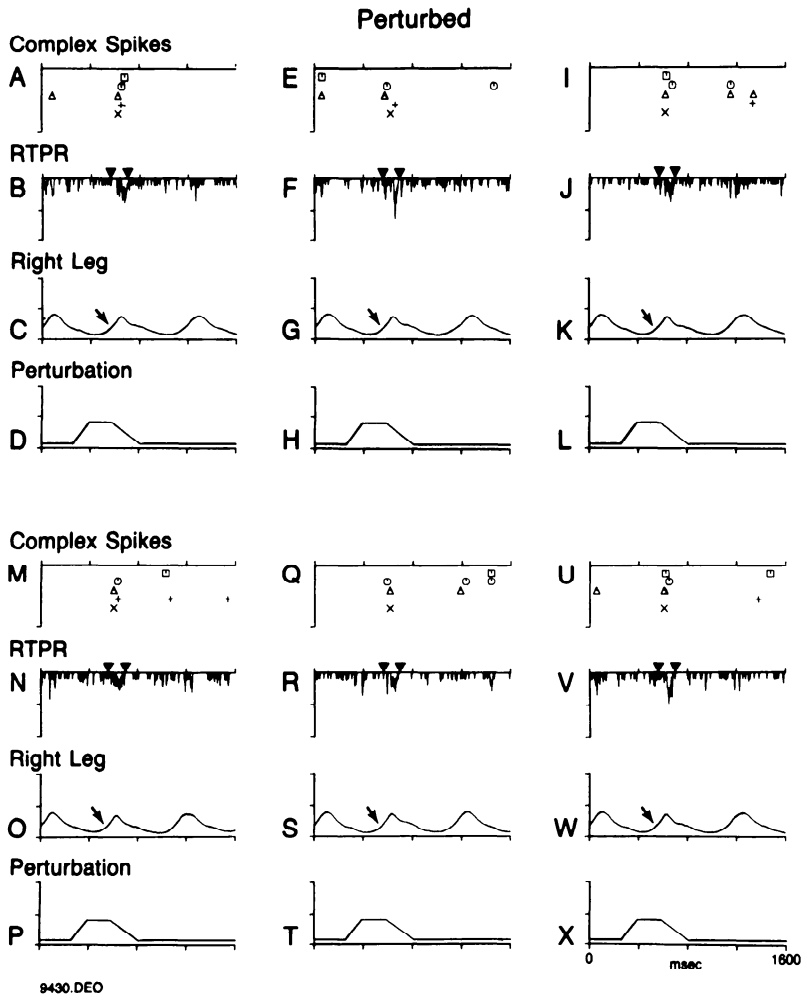 Perturbed
Complex Spikes
A E I
RTPR
B F J
Right Leg
C G K
Perturbation
D H L
Complex Spikes
M Q U
RTPR
N R V
Right Leg
O S W
Perturbation
P T X
0 msec 1600
9430.DEO